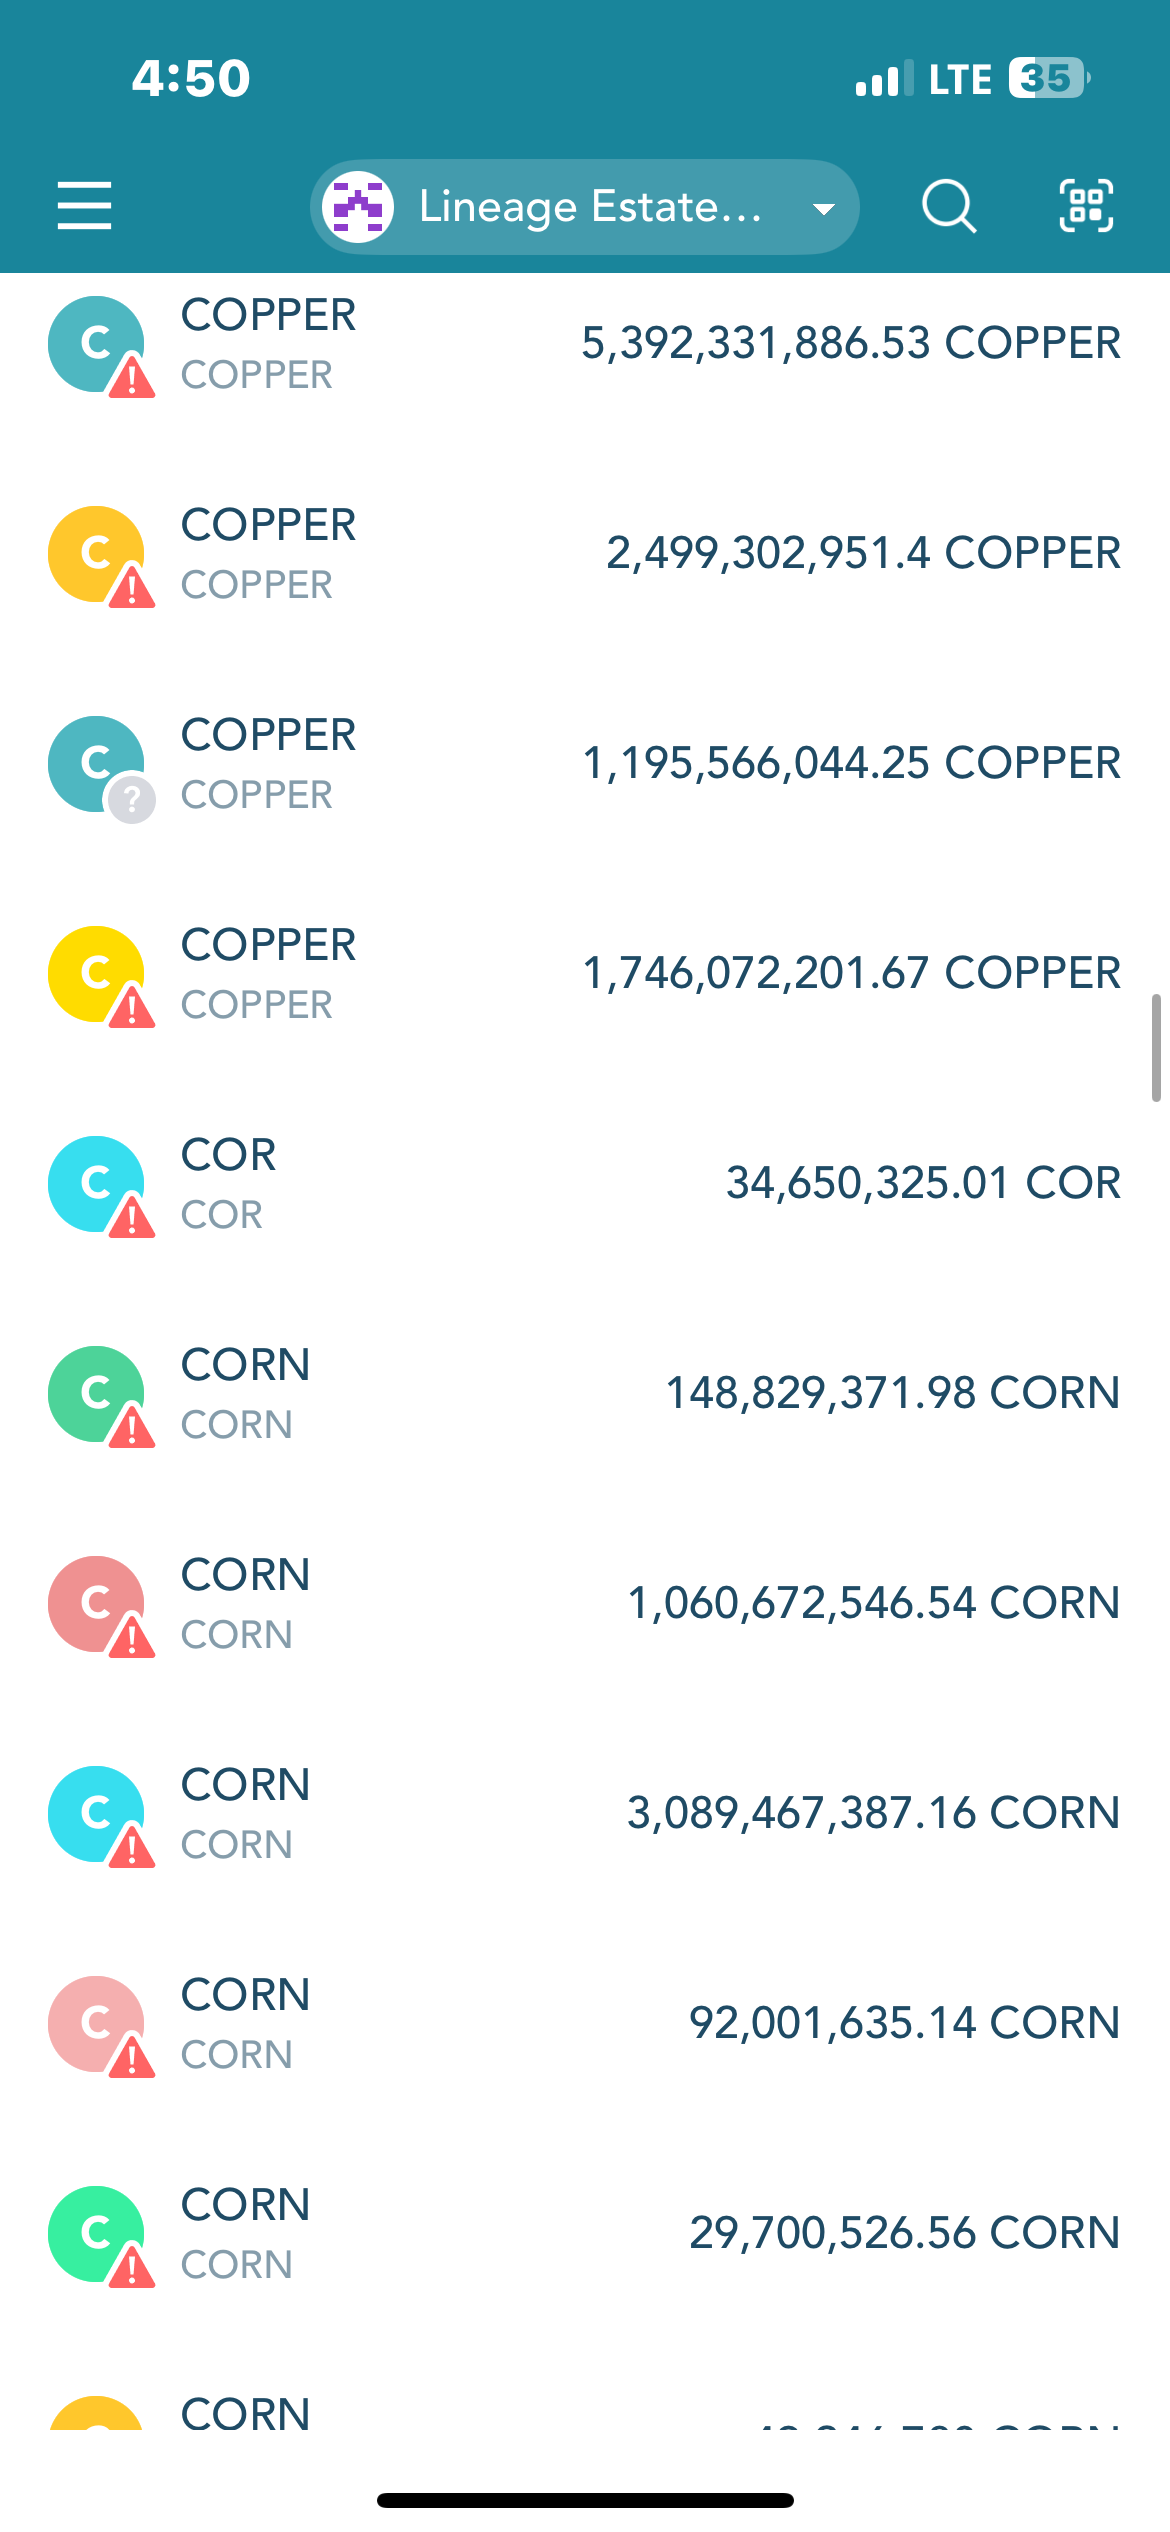 4:50
LTE 35
Lineage Estate...
COPPER
COPPER
5,392,331,886.53 COPPER
COPPER
COPPER
2,499,302,951.4 COPPER
COPPER
COPPER
1,195,566,044.25 COPPER
COPPER
COPPER
1,746,072,201.67 COPPER
COR
COR
34,650,325.01 COR
CORN
CORN
148,829,371.98 CORN
CORN
CORN
1,060,672,546.54 CORN
CORN
CORN
3,089,467,387.16 CORN
CORN
CORN
92,001,635.14 CORN
CORN
CORN
29,700,526.56 CORN
CORN